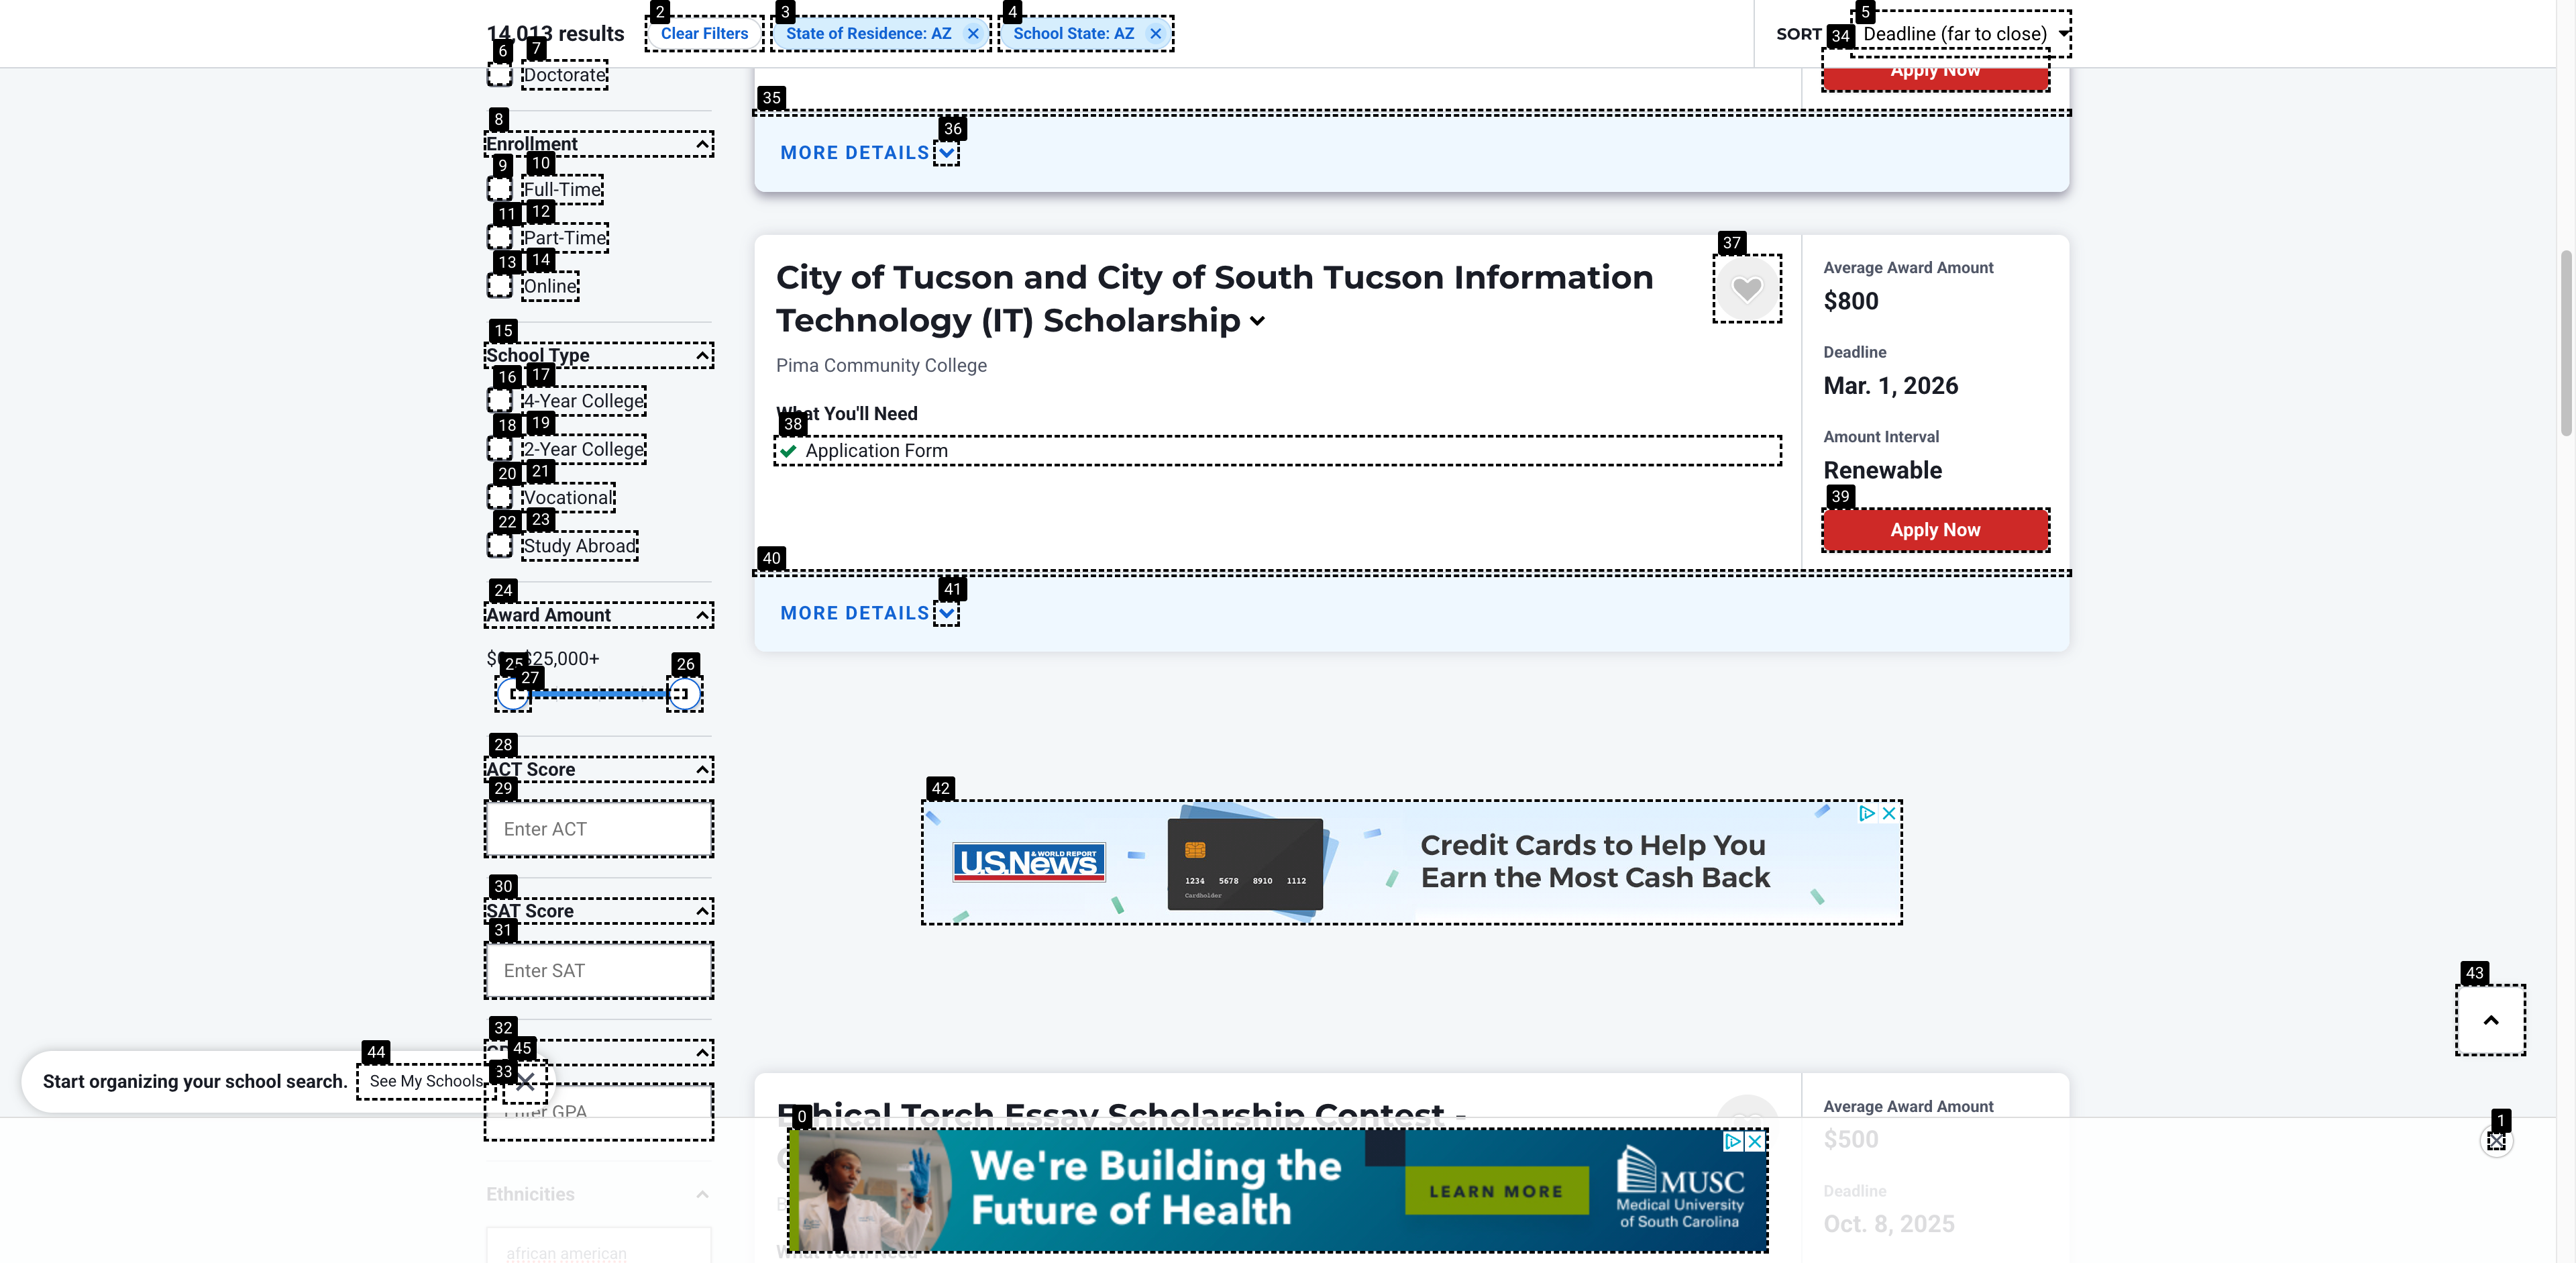 14,013 results
2
Clear Filters
3
State of Residence: AZ
4
School State: AZ
SORT
5
34
Deadline (far to close)
6
7
Doctorate
8
Enrollment
9
10
Full-Time
11
12
Part-Time
13
14
Online
15
School Type
16
17
4-Year College
18
19
2-Year College
20
21
Vocational
22
23
Study Abroad
24
Award Amount
$25,000+
25
26
27
28
ACT Score
29
Enter ACT
30
SAT Score
31
Enter SAT
32
33
Enter GPA
Ethnicities
african american
44
45
Start organizing your school search.
See My Schools
Apply Now
35
36
MORE DETAILS
37
City of Tucson and City of South Tucson Information
Technology (IT) Scholarship
Pima Community College
What You'll Need
38
Application Form
Average Award Amount
$800
Deadline
Mar. 1, 2026
Amount Interval
Renewable
39
Apply Now
40
41
MORE DETAILS
42
U.S. News
& WORLD REPORT
1234 5678 8910 1112
Cardholder
Credit Cards to Help You
Earn the Most Cash Back
43
Ethical Torch Essay Scholarship Contest -
Average Award Amount
$500
Deadline
Oct. 8, 2025
What You'll Need
0
1
We're Building the
Future of Health
LEARN MORE
MUSC
Medical University
of South Carolina